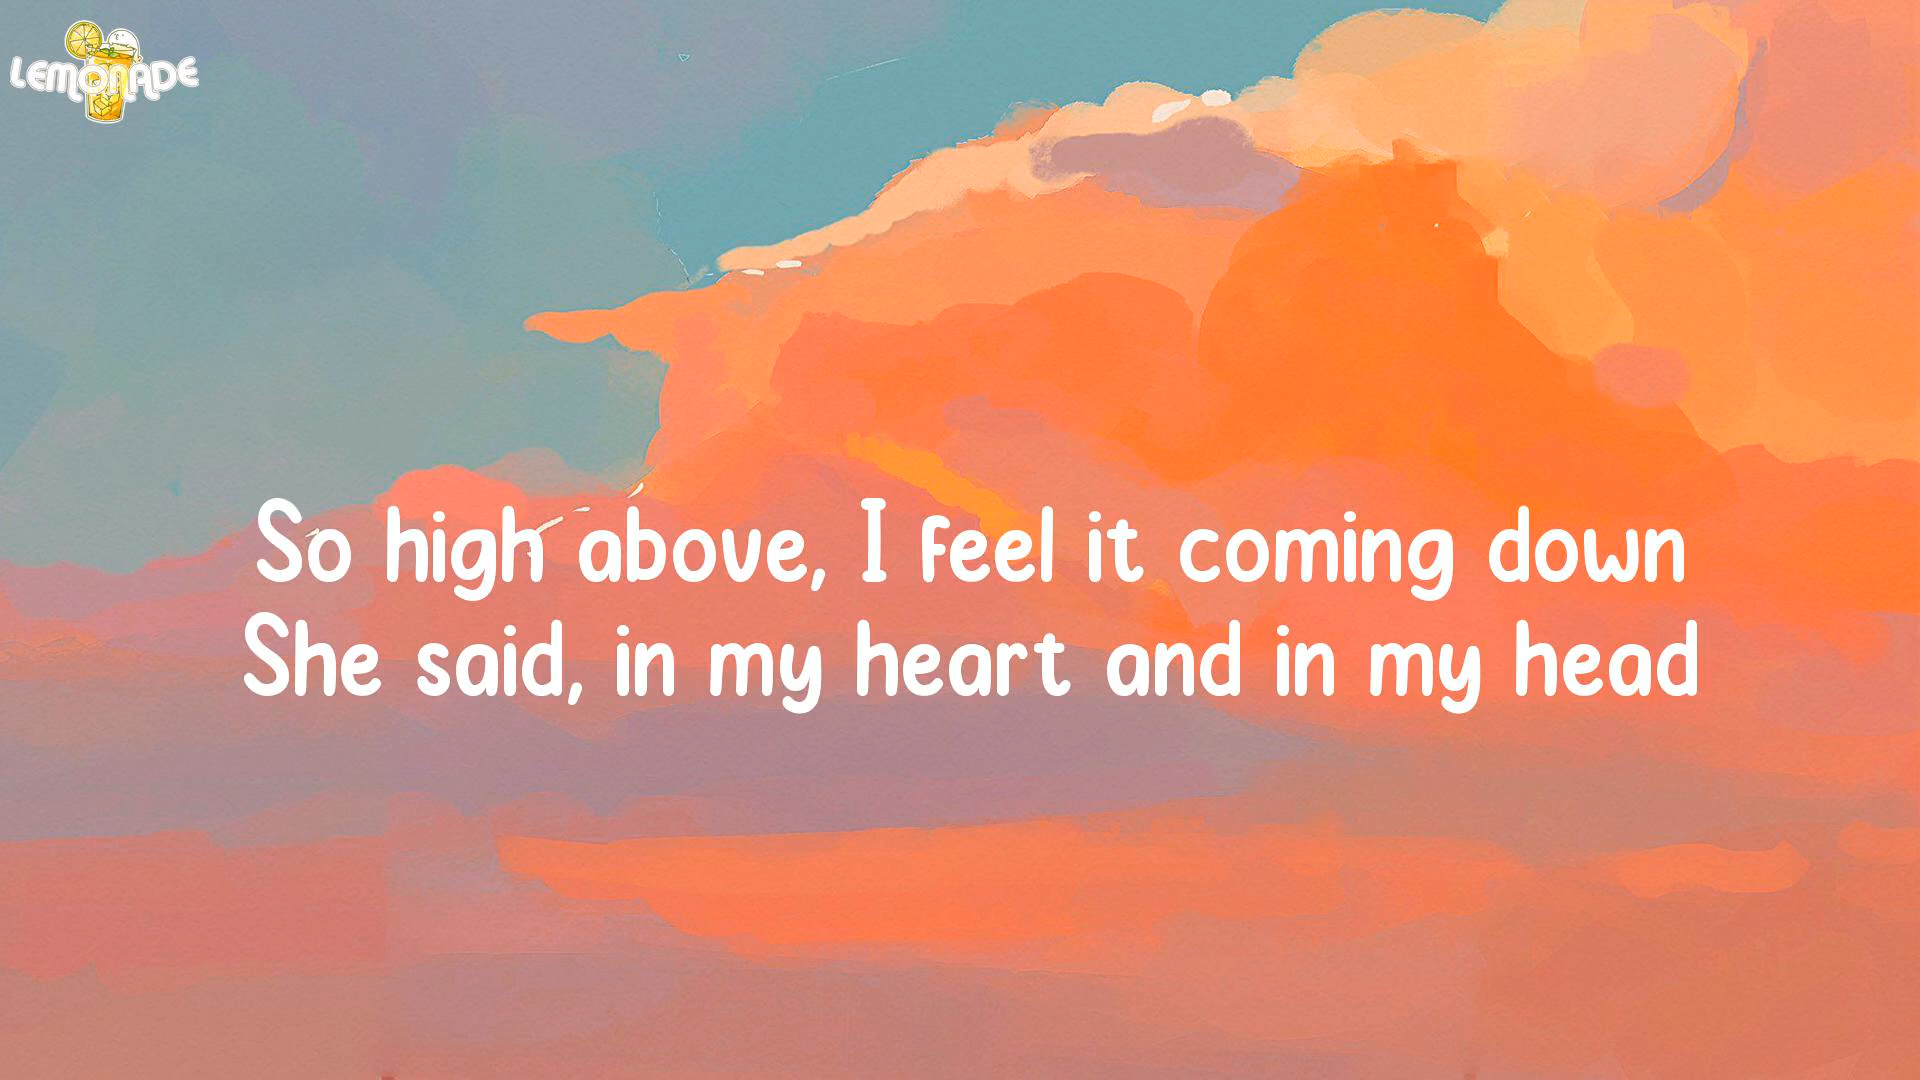 LEMONADE
So high above, I feel it coming down
She said, in my heart and in my head